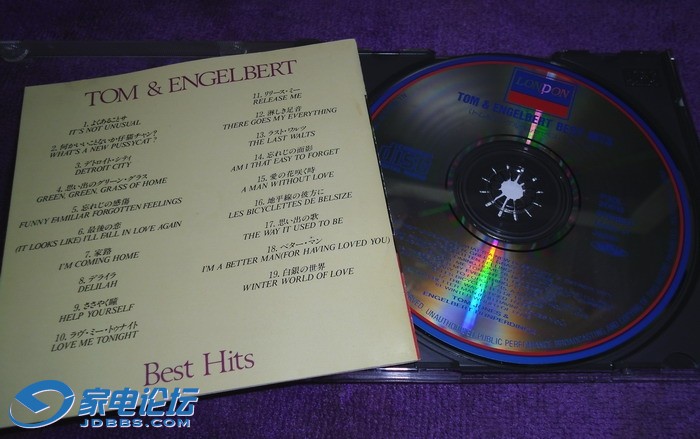 TOM & ENGELBERT
1. よくあることサ
IT'S NOT UNUSUAL
2. 何かいいことないか仔猫チャン?
WHAT'S A NEW PUSSYCAT ?
3. デトロイト・シティ
DETROIT CITY
4. 思い出のグリーン・グラス
GREEN, GREEN, GRASS OF HOME
5. 忘れじの感傷
FUNNY FAMILIAR FORGOTTEN FEELINGS
6. 最後の恋
(IT LOOKS LIKE) I'LL FALL IN LOVE AGAIN
7. 家路
I'M COMING HOME
8. デライラ
DELILAH
9. ささやく瞳
HELP YOURSELF
10. ラヴ・ミー・トゥナイト
LOVE ME TONIGHT
11. リリース・ミー
RELEASE ME
12. 淋しき足音
THERE GOES MY EVERYTHING
13. ラスト・ワルツ
THE LAST WALTS
14. 忘れじの面影
AM I THAT EASY TO FORGET
15. 愛の花咲く時
A MAN WITHOUT LOVE
16. 地平線の彼方に
LES BICYCLETTES DE BELSIZE
17. 思い出の歌
THE WAY IT USED TO BE
18. ベター・マン
I'M A BETTER MAN(FOR HAVING LOVED YOU)
19. 白銀の世界
WINTER WORLD OF LOVE
Best Hits
LONDON
TOM & ENGELBERT BEST HITS
TOM JONES &
ENGELBERT HUMPERDINCK
家电论坛
JDBBS.COM